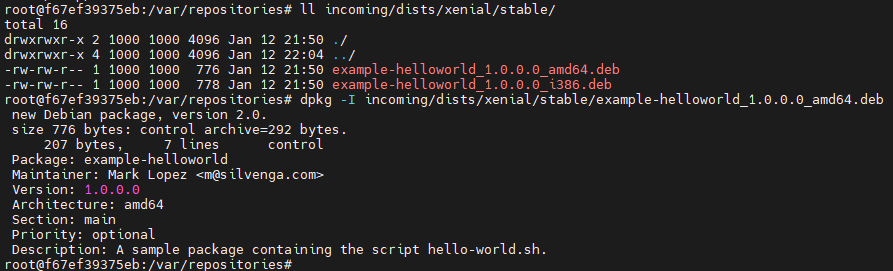 root@f67ef39375eb:/var/repositories# ll incoming/dists/xenial/stable/
total 16
drwxrwxr-x 2 1000 1000 4096 Jan 12 21:50 ./
drwxrwxr-x 4 1000 1000 4096 Jan 12 22:04 ../
-rw-rw-r-- 1 1000 1000  776 Jan 12 21:50 example-helloworld_1.0.0.0_amd64.deb
-rw-rw-r-- 1 1000 1000  778 Jan 12 21:50 example-helloworld_1.0.0.0_i386.deb
root@f67ef39375eb:/var/repositories# dpkg -I incoming/dists/xenial/stable/example-helloworld_1.0.0.0_amd64.deb
 new Debian package, version 2.0.
 size 776 bytes: control archive=292 bytes.
     207 bytes,     7 lines      control
 Package: example-helloworld
 Maintainer: Mark Lopez <m@silvenga.com>
 Version: 1.0.0.0
 Architecture: amd64
 Section: main
 Priority: optional
 Description: A sample package containing the script hello-world.sh.
root@f67ef39375eb:/var/repositories#